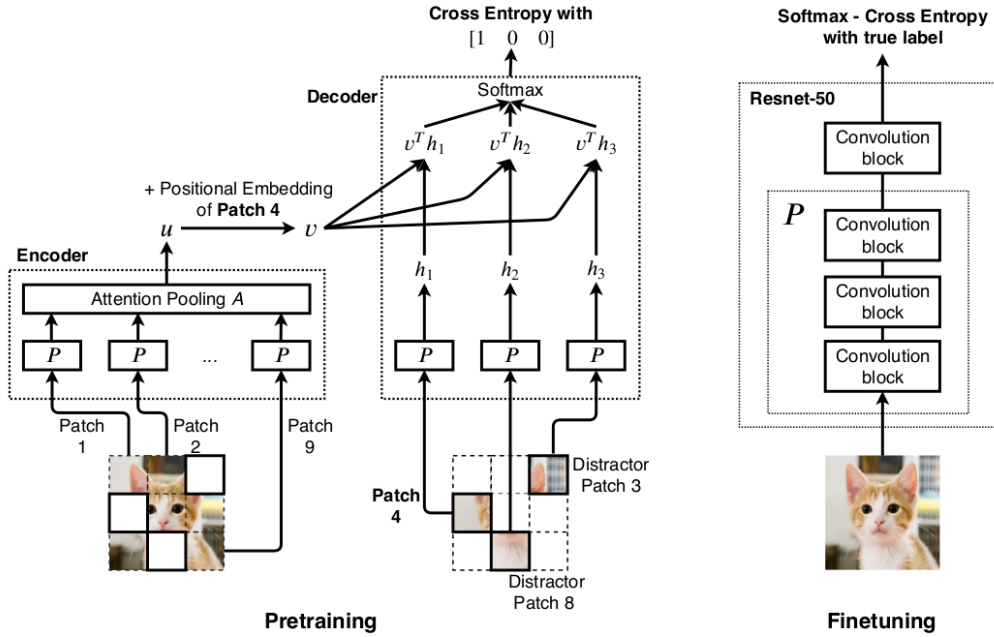 Cross Entropy with
[1 0 0]
Decoder
Softmax
v^T h_1 v^T h_2 v^T h_3
+ Positional Embedding
of Patch 4
u
v
Encoder
Attention Pooling A
h_1 h_2 h_3
P P ... P
P P P
Patch
1
Patch
2
Patch
9
Patch
4
Distractor
Patch 3
Distractor
Patch 8
Pretraining
Softmax - Cross Entropy
with true label
Resnet-50
Convolution
block
P
Convolution
block
Convolution
block
Convolution
block
Finetuning